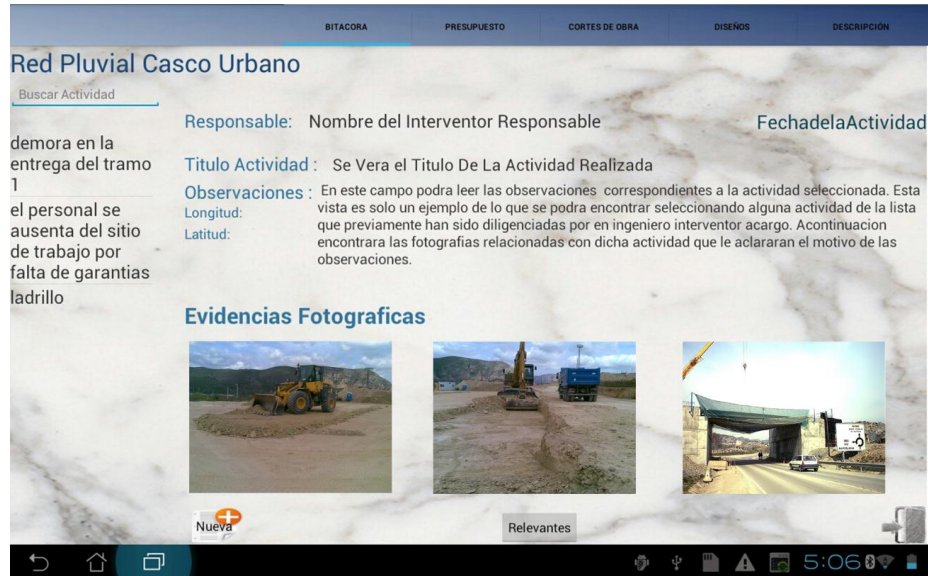 BITACORA PRESUPUESTO CORTES DE OBRA DISEÑOS DESCRIPCIÓN
Red Pluvial Casco Urbano
Buscar Actividad
demora en la
entrega del tramo
1
el personal se
ausenta del sitio
de trabajo por
falta de garantias
ladrillo
Responsable: Nombre del Interventor Responsable FechadelaActividad
Titulo Actividad : Se Vera el Titulo De La Actividad Realizada
Observaciones : En este campo podra leer las observaciones correspondientes a la actividad seleccionada. Esta
Longitud: vista es solo un ejemplo de lo que se podra encontrar seleccionando alguna actividad de la lista
Latitud: que previamente han sido diligenciadas por en ingeniero interventor acargo. Acontinuacion
encontrara las fotografias relacionadas con dicha actividad que le aclararan el motivo de las
observaciones.
Evidencias Fotograficas
Nueva Relevantes
5:06